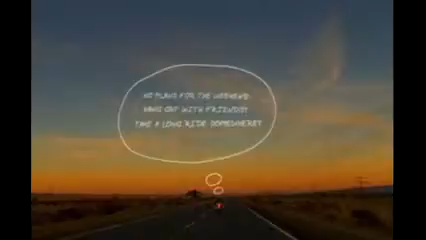 NO PLANS FOR THE WEEKEND.
HANG OUT WITH FRIENDS?
TAKE A LONG RIDE SOMEWHERE?